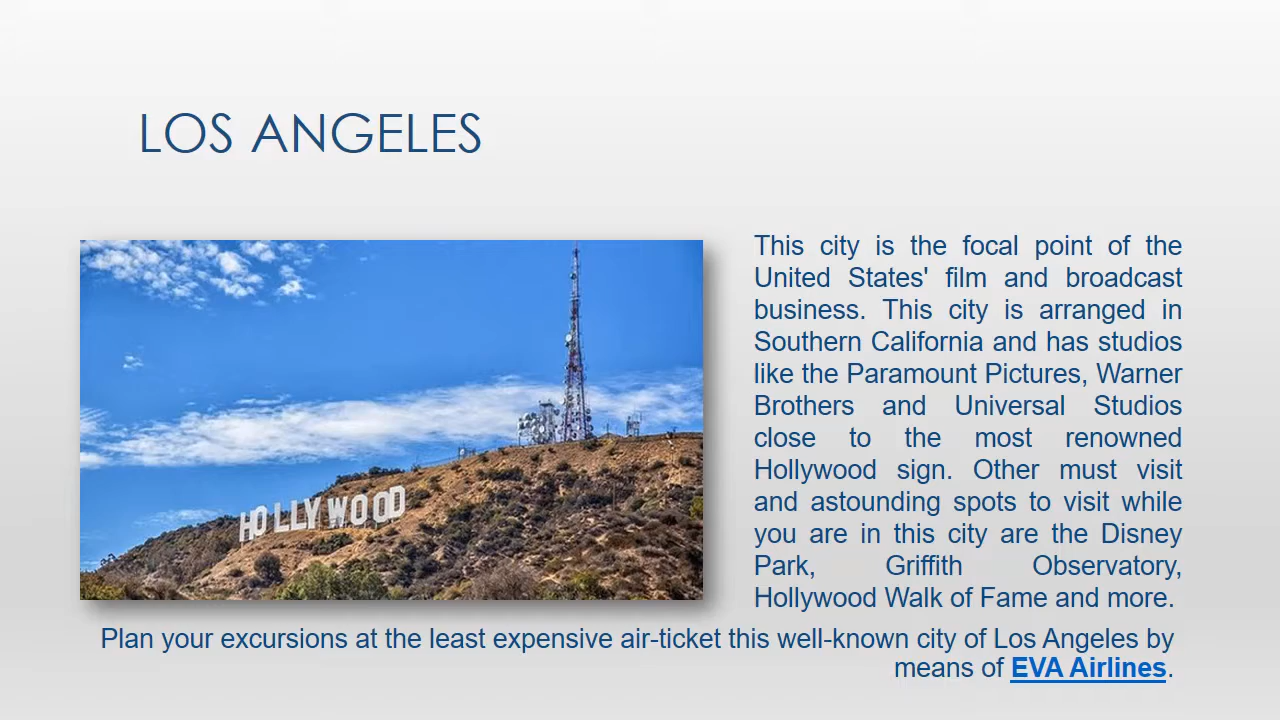 LOS ANGELES
HOLLYWOOD
This city is the focal point of the
United States' film and broadcast
business. This city is arranged in
Southern California and has studios
like the Paramount Pictures, Warner
Brothers and Universal Studios
close to the most renowned
Hollywood sign. Other must visit
and astounding spots to visit while
you are in this city are the Disney
Park, Griffith Observatory,
Hollywood Walk of Fame and more.
Plan your excursions at the least expensive air-ticket this well-known city of Los Angeles by
means of EVA Airlines.